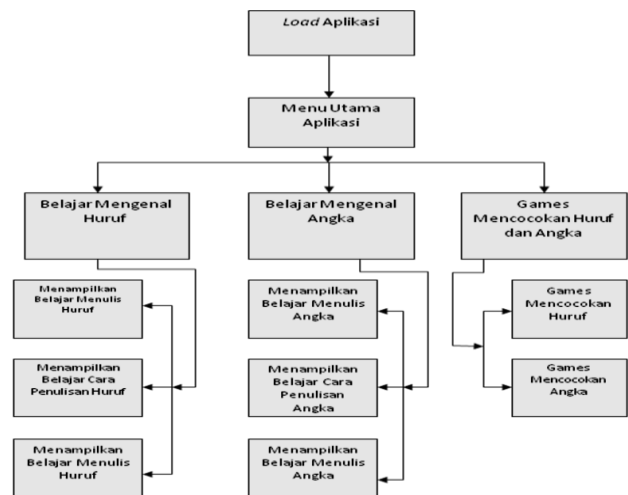 Load Aplikasi
Menu Utama
Aplikasi
Belajar Mengenal
Huruf
Belajar Mengenal
Angka
Games
Mencocokan Huruf
dan Angka
Menampilkan
Belajar Menulis
Huruf
Menampilkan
Belajar Cara
Penulisan Huruf
Menampilkan
Belajar Menulis
Huruf
Menampilkan
Belajar Menulis
Angka
Menampilkan
Belajar Cara
Penulisan
Angka
Menampilkan
Belajar Menulis
Angka
Games
Mencocokan
Huruf
Games
Mencocokan
Angka